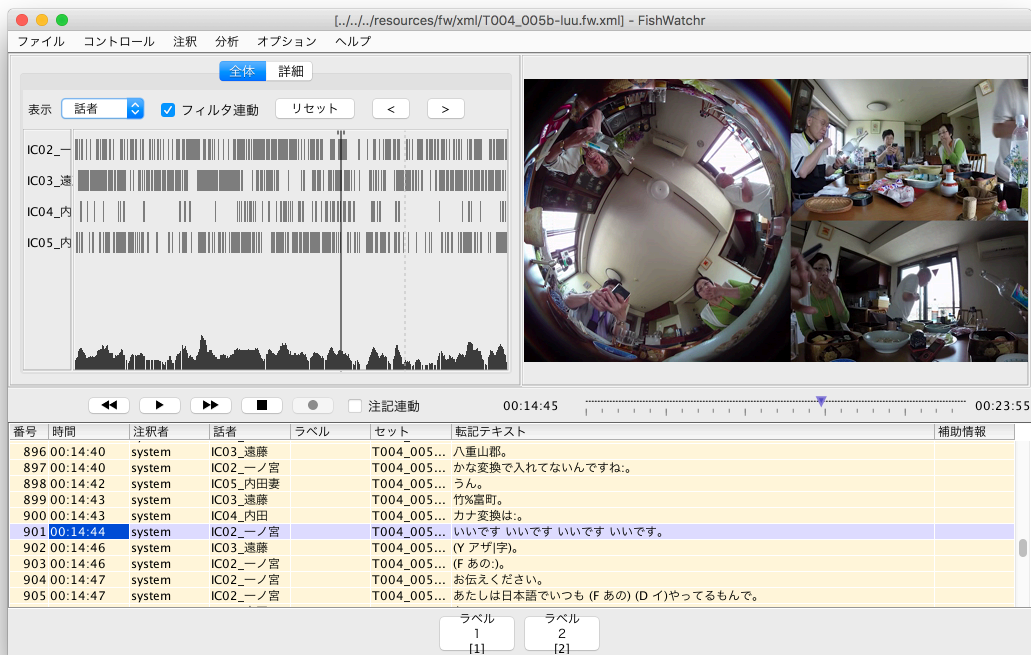 [../../../resources/fw/xml/T004_005b-luu.fw.xml] - FishWatchr
ファイル コントロール 注釈 分析 オプション ヘルプ
全体 詳細
表示 話者 フィルタ連動 リセット < >
IC02_一
IC03_遠
IC04_内
IC05_内
注記連動 00:14:45 00:23:55
番号 時間 注釈者 話者 ラベル セット 転記テキスト 補助情報
896 00:14:40 system IC03_遠藤 T004_005... 八重山郡。
897 00:14:40 system IC02_一ノ宮 T004_005... かな変換で入れてないんですね:。
898 00:14:42 system IC05_内田妻 T004_005... うん。
899 00:14:43 system IC03_遠藤 T004_005... 竹%富町。
900 00:14:43 system IC04_内田 T004_005... カナ変換は:。
901 00:14:44 system IC02_一ノ宮 T004_005... いいです いいです いいです いいです。
902 00:14:46 system IC03_遠藤 T004_005... (Y アザ|字)。
903 00:14:46 system IC02_一ノ宮 T004_005... (F あの:)。
904 00:14:47 system IC02_一ノ宮 T004_005... お伝えください。
905 00:14:47 system IC02_一ノ宮 T004_005... あたしは日本語でいつも (F あの) (D イ)やってるもんで。
ラベル ラベル
1 2
[1] [2]